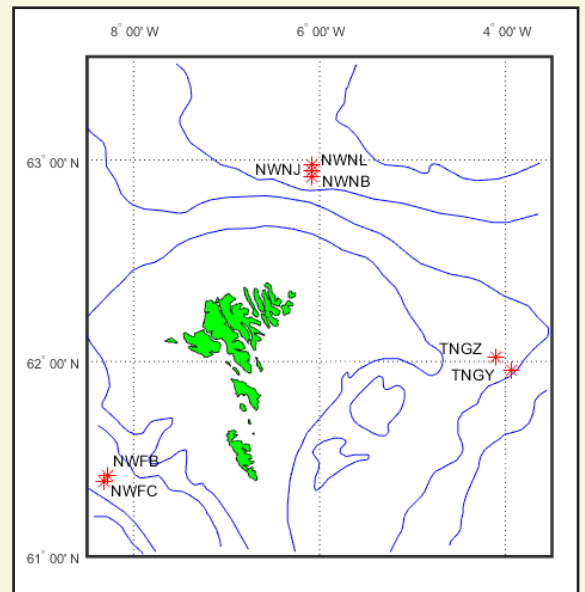 8° 00' W 6° 00' W 4° 00' W
63° 00' N
NWNL
NWNJ
NWNB
62° 00' N
TNGZ
TNGY
NWFB
NWFC
61° 00' N